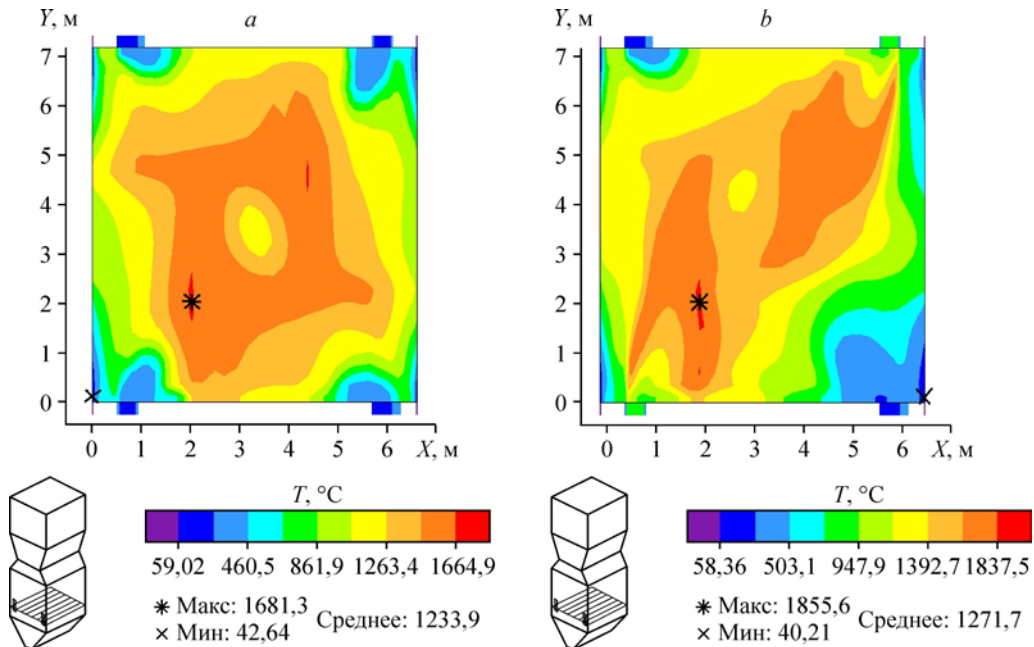 Y, м a Y, м b
7 7
6 6
5 5
4 4
3 3
2 2
1 1
0 0
0 1 2 3 4 5 6 X, м 0 1 2 3 4 5 6 X, м
T, °C T, °C
59,02 460,5 861,9 1263,4 1664,9 58,36 503,1 947,9 1392,7 1837,5
Макс: 1681,3 Среднее: 1233,9 Макс: 1855,6 Среднее: 1271,7
Мин: 42,64 Мин: 40,21